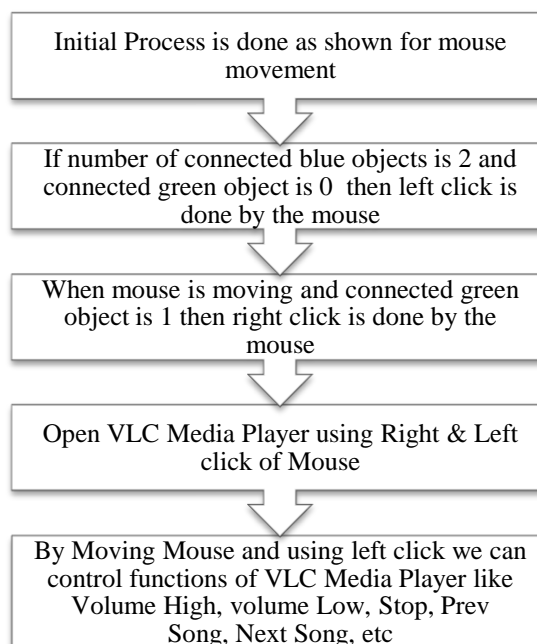 Initial Process is done as shown for mouse
movement
If number of connected blue objects is 2 and
connected green object is 0 then left click is
done by the mouse
When mouse is moving and connected green
object is 1 then right click is done by the
mouse
Open VLC Media Player using Right & Left
click of Mouse
By Moving Mouse and using left click we can
control functions of VLC Media Player like
Volume High, volume Low, Stop, Prev
Song, Next Song, etc